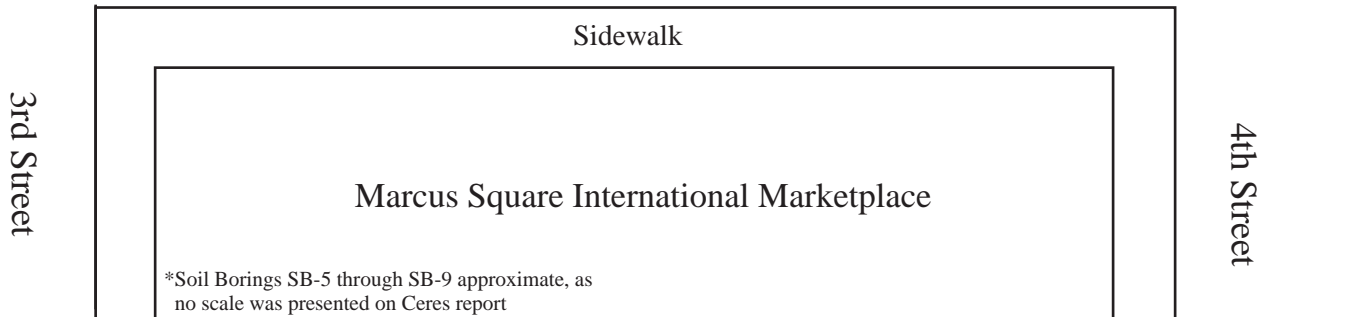 Sidewalk
3rd Street
4th Street
Marcus Square International Marketplace
*Soil Borings SB-5 through SB-9 approximate, as
no scale was presented on Ceres report